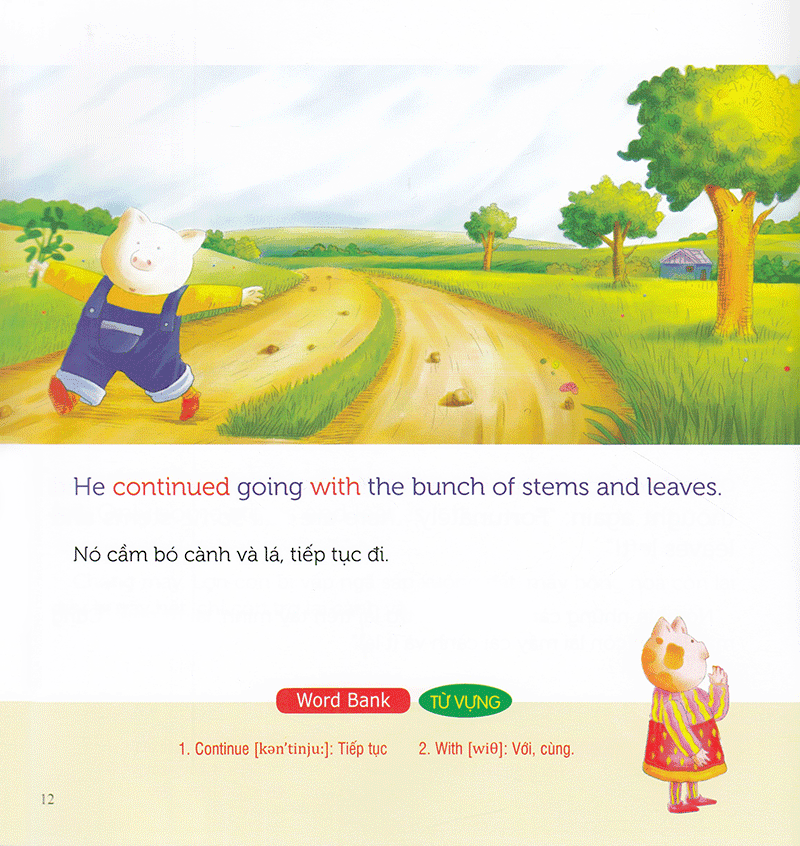 He continued going with the bunch of stems and leaves.
Nó cầm bó cành và lá, tiếp tục đi.
Word Bank TỪ VỰNG
1. Continue [kən'tinju:]: Tiếp tục 2. With [wiθ]: Với, cùng.
12